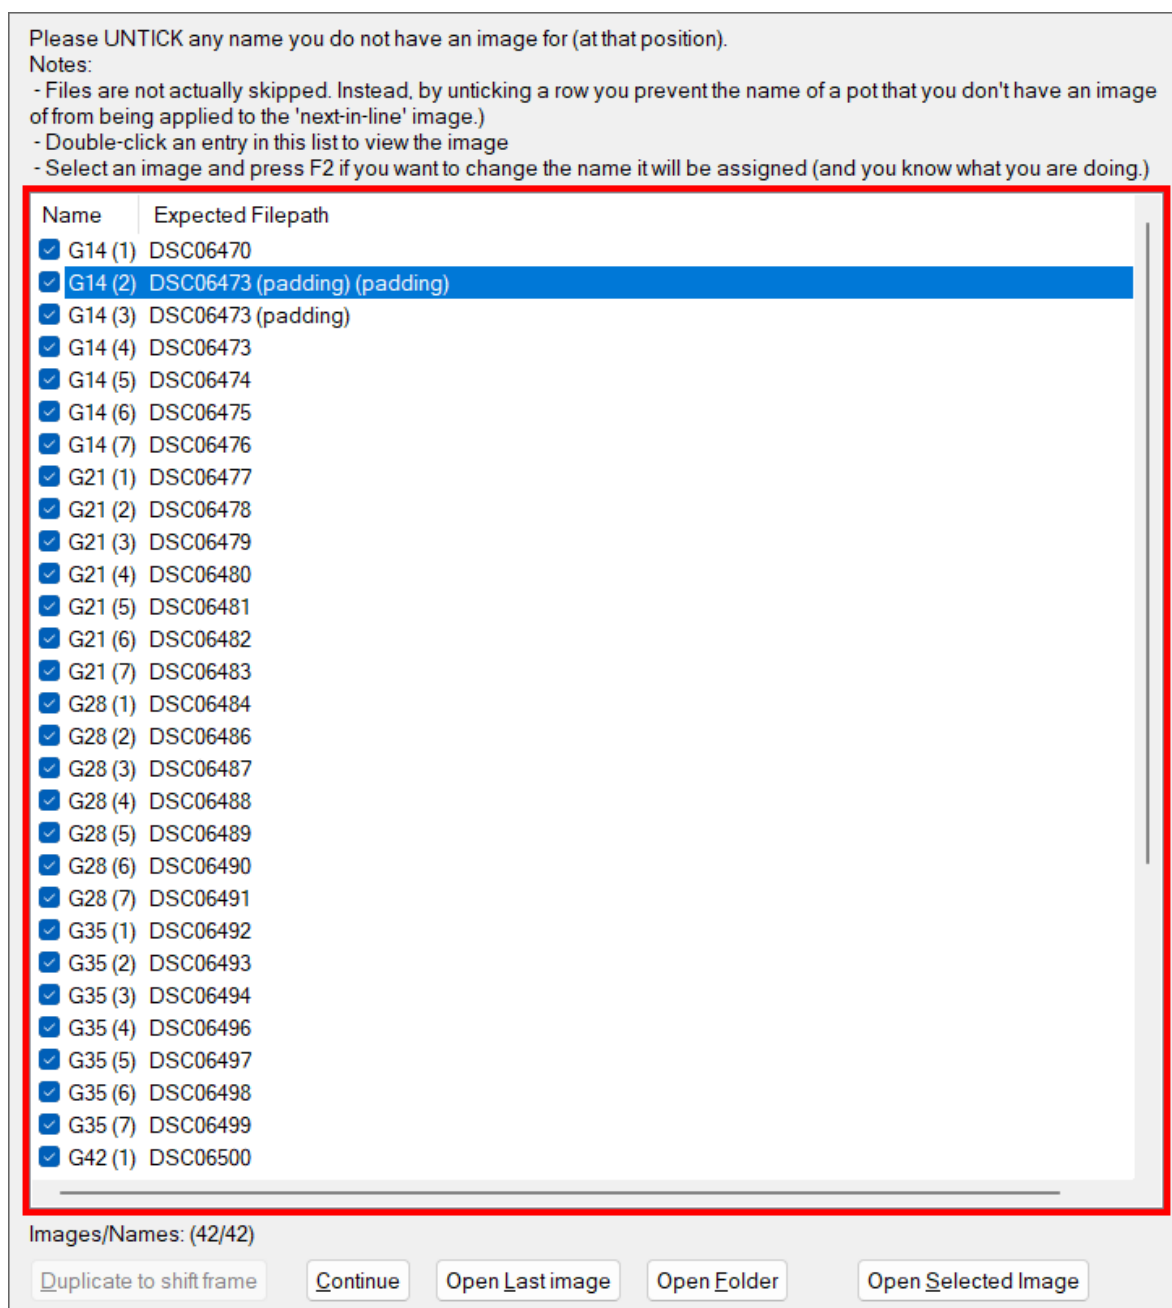 Please UNTICK any name you do not have an image for (at that position).
Notes:
- Files are not actually skipped. Instead, by unticking a row you prevent the name of a pot that you don't have an image
of from being applied to the 'next-in-line' image.)
- Double-click an entry in this list to view the image
- Select an image and press F2 if you want to change the name it will be assigned (and you know what you are doing.)
Name Expected Filepath
G14 (1) DSC06470
G14 (2) DSC06473 (padding) (padding)
G14 (3) DSC06473 (padding)
G14 (4) DSC06473
G14 (5) DSC06474
G14 (6) DSC06475
G14 (7) DSC06476
G21 (1) DSC06477
G21 (2) DSC06478
G21 (3) DSC06479
G21 (4) DSC06480
G21 (5) DSC06481
G21 (6) DSC06482
G21 (7) DSC06483
G28 (1) DSC06484
G28 (2) DSC06486
G28 (3) DSC06487
G28 (4) DSC06488
G28 (5) DSC06489
G28 (6) DSC06490
G28 (7) DSC06491
G35 (1) DSC06492
G35 (2) DSC06493
G35 (3) DSC06494
G35 (4) DSC06496
G35 (5) DSC06497
G35 (6) DSC06498
G35 (7) DSC06499
G42 (1) DSC06500
Images/Names: (42/42)
Duplicate to shift frame Continue Open Last image Open Folder Open Selected Image